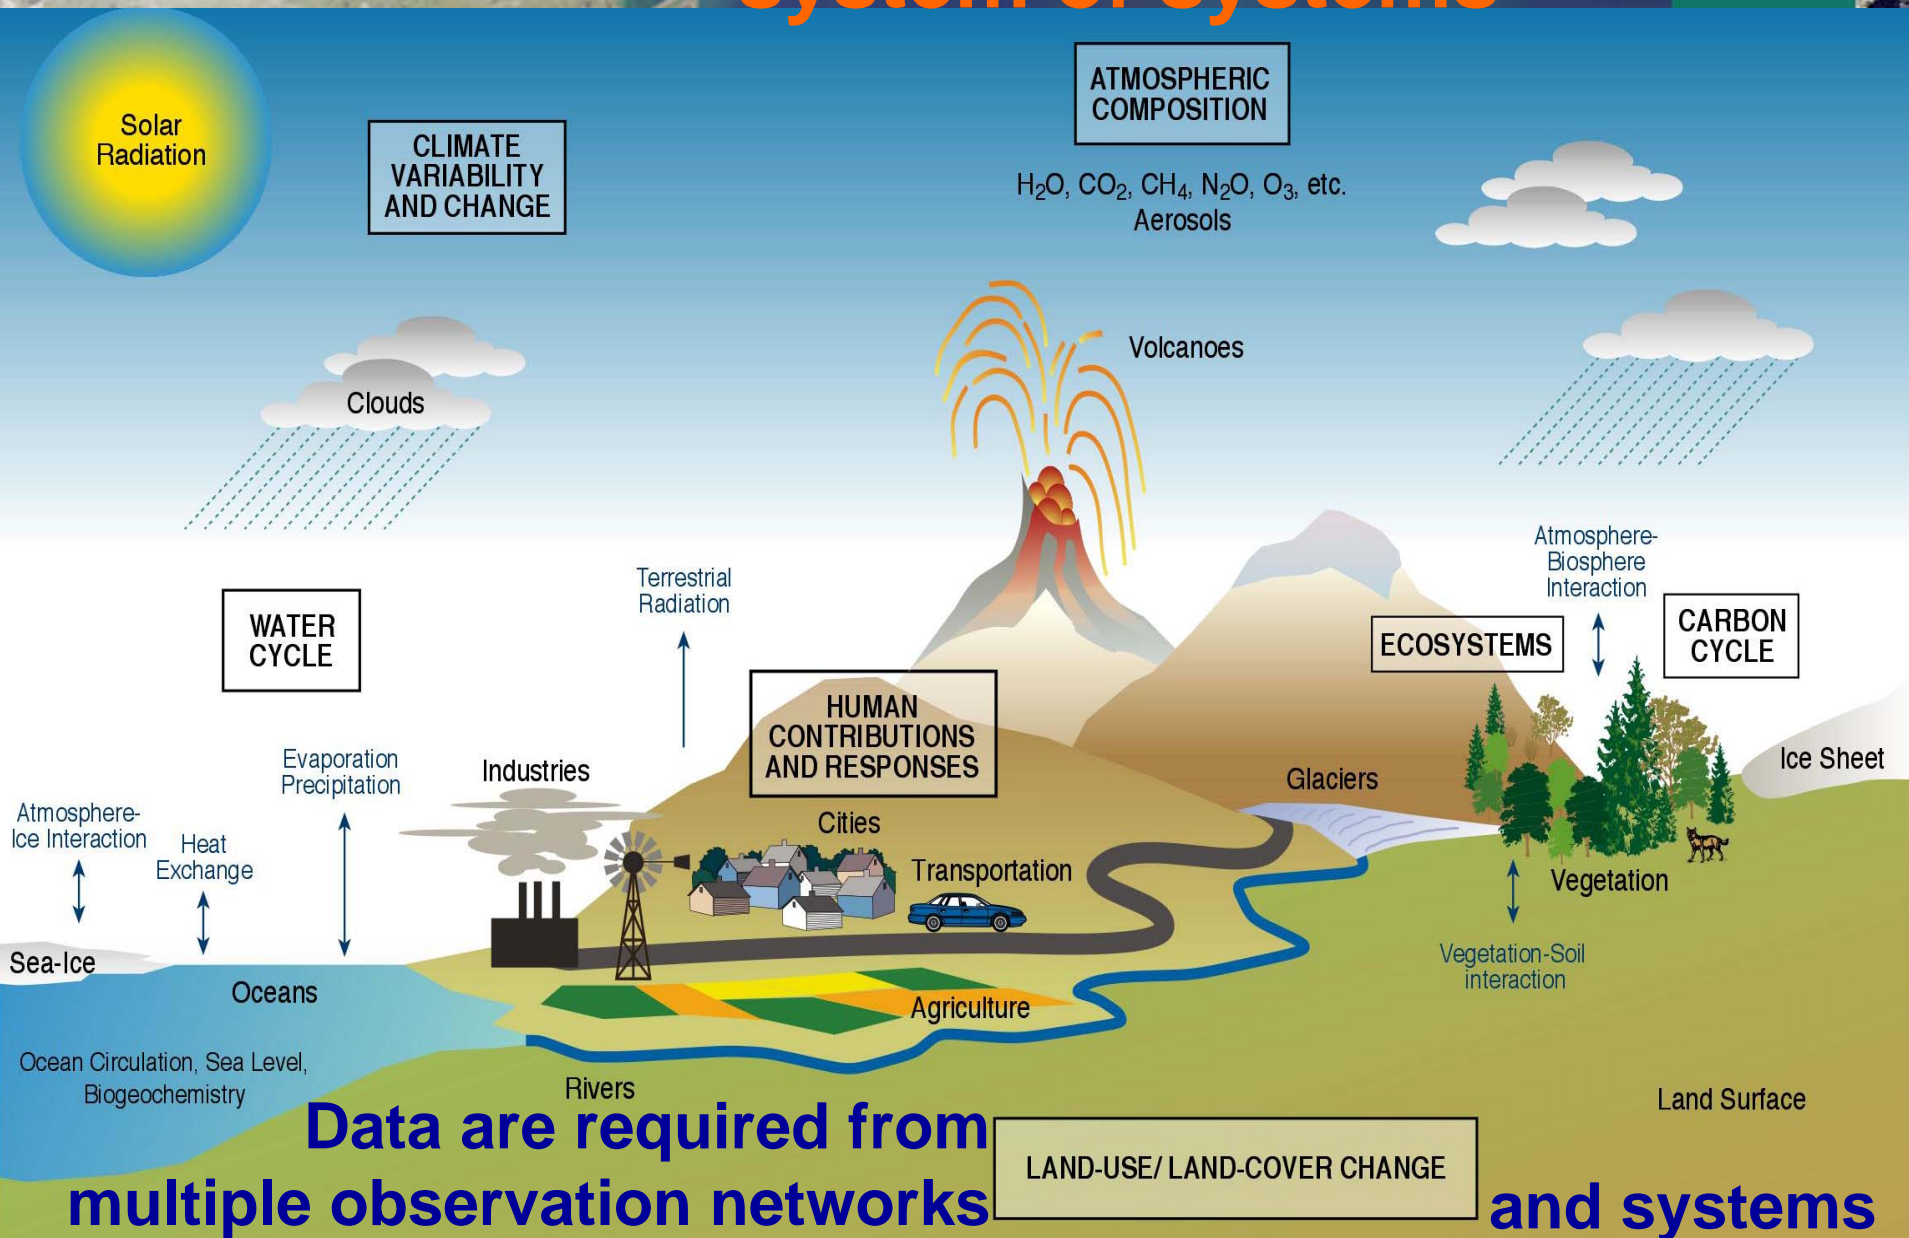 System of Systems
ATMOSPHERIC
COMPOSITION
Solar
Radiation
CLIMATE
VARIABILITY
AND CHANGE
H₂O, CO₂, CH₄, N₂O, O₃, etc.
Aerosols
Volcanoes
Clouds
Atmosphere-
Biosphere
Interaction
Terrestrial
Radiation
WATER
CYCLE
ECOSYSTEMS
CARBON
CYCLE
HUMAN
CONTRIBUTIONS
AND RESPONSES
Evaporation
Precipitation
Industries
Glaciers
Ice Sheet
Atmosphere-
Ice Interaction
Heat
Exchange
Cities
Transportation
Vegetation
Sea-Ice
Oceans
Agriculture
Vegetation-Soil
interaction
Ocean Circulation, Sea Level,
Biogeochemistry
Rivers
Land Surface
Data are required from
multiple observation networks
LAND-USE/ LAND-COVER CHANGE
and systems